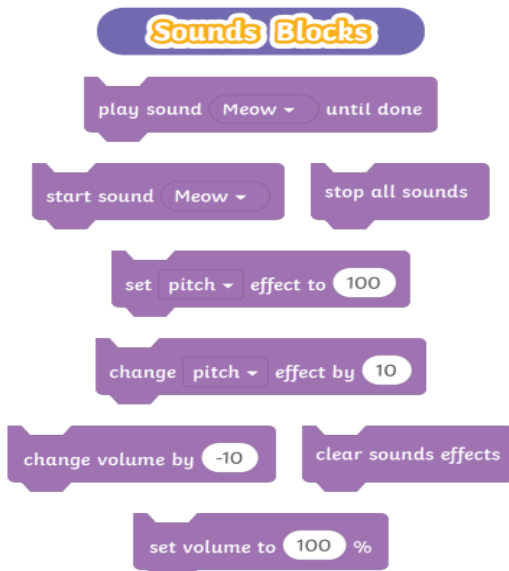 Sounds Blocks
play sound Meow until done
start sound Meow
stop all sounds
set pitch effect to 100
change pitch effect by 10
change volume by -10
clear sounds effects
set volume to 100 %